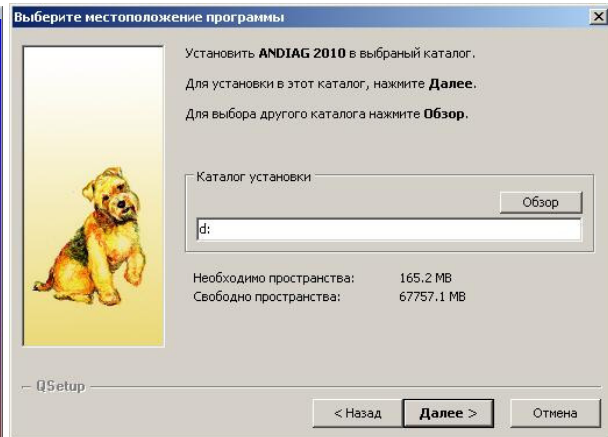 Выберите местоположение программы
Установить ANDIAG 2010 в выбраный каталог.
Для установки в этот каталог, нажмите Далее.
Для выбора другого каталога нажмите Обзор.
Каталог установки
Обзор
d:
Необходимо пространства: 165.2 MB
Свободно пространства: 67757.1 MB
QSetup
< Назад Далее > Отмена